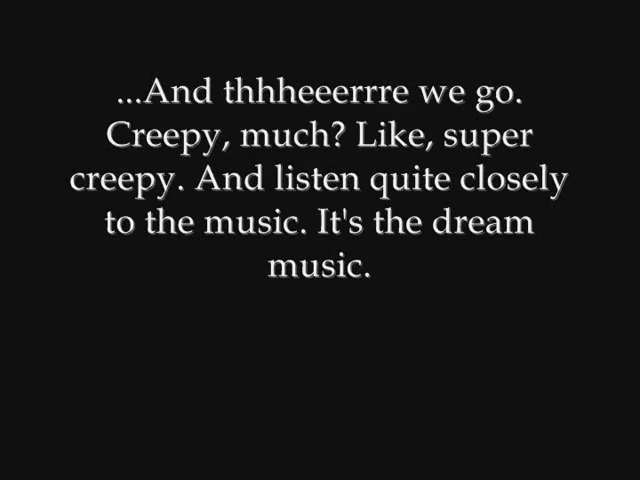 ...And thhheeerrre we go.
Creepy, much? Like, super
creepy. And listen quite closely
to the music. It's the dream
music.